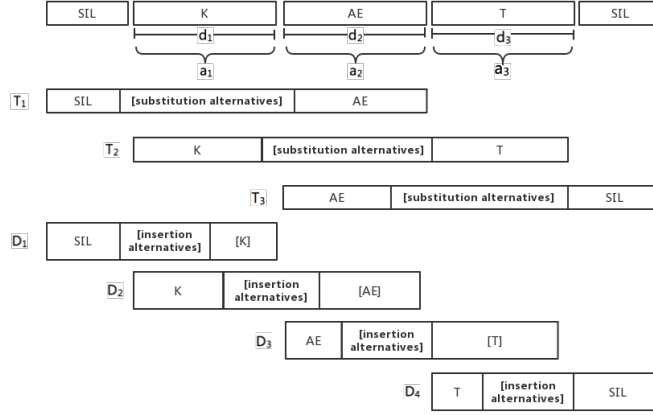 SIL K AE T SIL
d₁ d₂ d₃
a₁ a₂ a₃
T₁ SIL [substitution alternatives] AE
T₂ K [substitution alternatives] T
T₃ AE [substitution alternatives] SIL
D₁ SIL [insertion alternatives] [K]
D₂ K [insertion alternatives] [AE]
D₃ AE [insertion alternatives] [T]
D₄ T [insertion alternatives] SIL